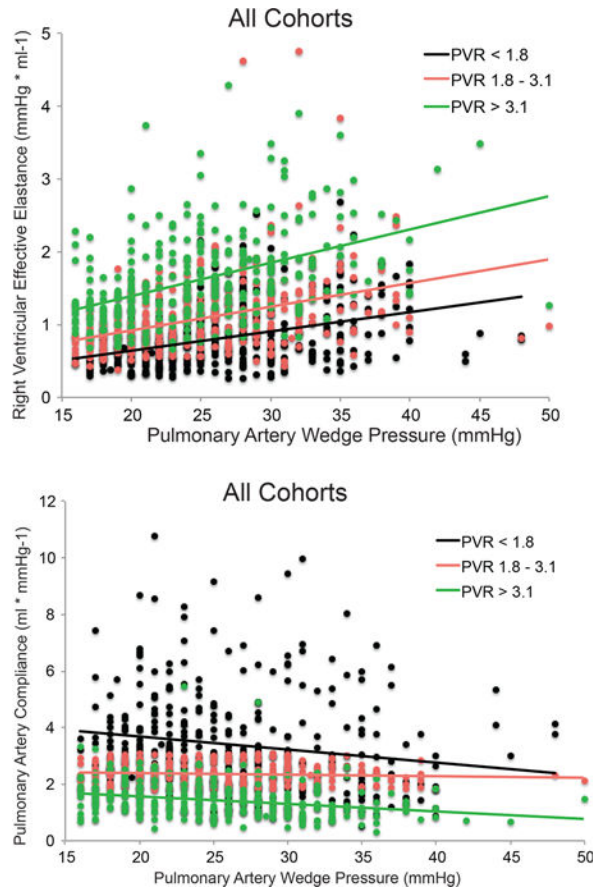 All Cohorts
Right Ventricular Effective Elastance (mmHg * ml-1)
5
4
3
2
1
0
PVR < 1.8
PVR 1.8 - 3.1
PVR > 3.1
15 20 25 30 35 40 45 50
Pulmonary Artery Wedge Pressure (mmHg)
All Cohorts
Pulmonary Artery Compliance (ml * mmHg-1)
12
10
8
6
4
2
0
PVR < 1.8
PVR 1.8 - 3.1
PVR > 3.1
15 20 25 30 35 40 45 50
Pulmonary Artery Wedge Pressure (mmHg)